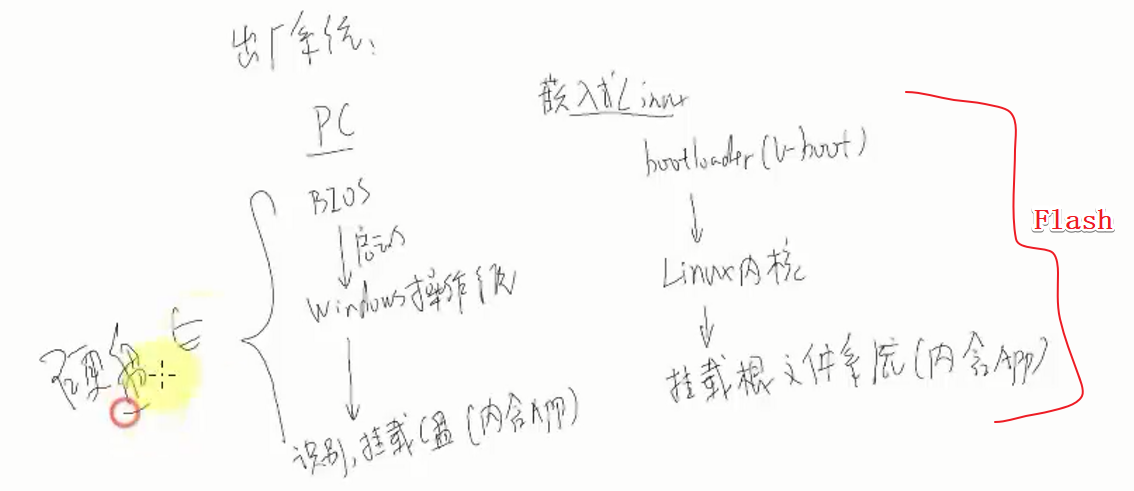 出厂系统:
PC
BIOS
启动
Windows操作系统
识别,挂载C盘(内含APP)
硬盘上
嵌入式Linux
bootloader(U-boot)
Linux内核
挂载根文件系统(内含App)
Flash